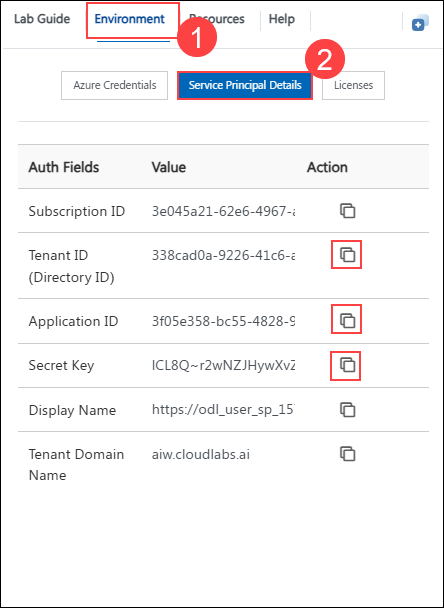 Lab Guide Environment Resources Help
1
2
Azure Credentials Service Principal Details Licenses
Auth Fields Value Action
Subscription ID 3e045a21-62e6-4967-a
Tenant ID 338cad0a-9226-41c6-a
(Directory ID)
Application ID 3f05e358-bc55-4828-9
Secret Key ICL8Q~r2wNZJHywXvZ
Display Name https://odl_user_sp_15
Tenant Domain aiw.cloudlabs.ai
Name